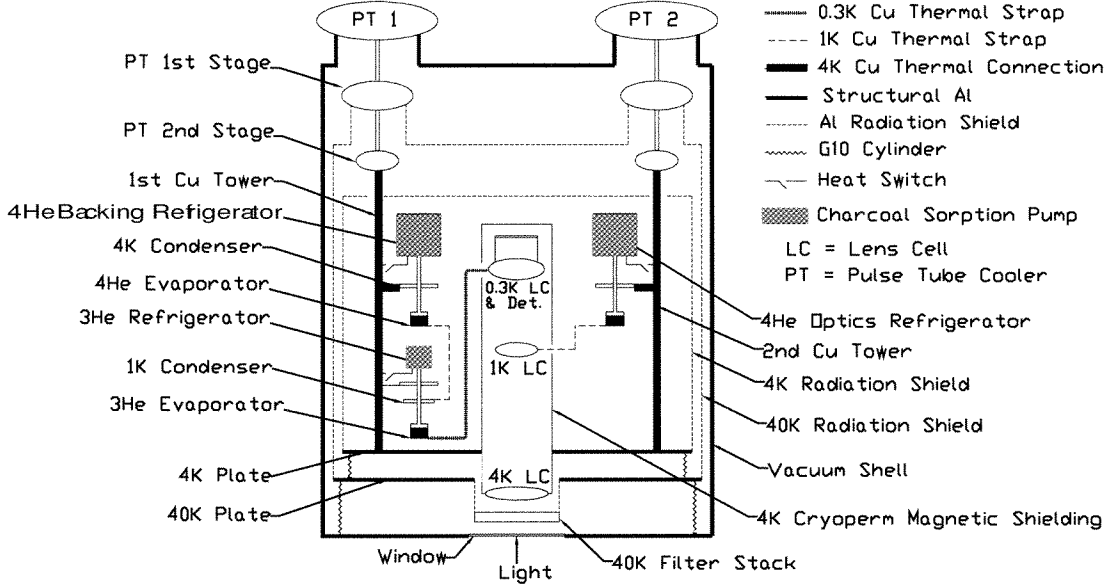 PT 1
PT 2
PT 1st Stage
PT 2nd Stage
1st Cu Tower
4HeBacking Refrigerator
4K Condenser
4He Evaporator
3He Refrigerator
1K Condenser
3He Evaporator
4K Plate
40K Plate
Window
Light
0.3K LC
& Det.
1K LC
4K LC
0.3K Cu Thermal Strap
1K Cu Thermal Strap
4K Cu Thermal Connection
Structural Al
Al Radiation Shield
G10 Cylinder
Heat Switch
Charcoal Sorption Pump
LC = Lens Cell
PT = Pulse Tube Cooler
4He Optics Refrigerator
2nd Cu Tower
4K Radiation Shield
40K Radiation Shield
Vacuum Shell
4K Cryoperm Magnetic Shielding
40K Filter Stack